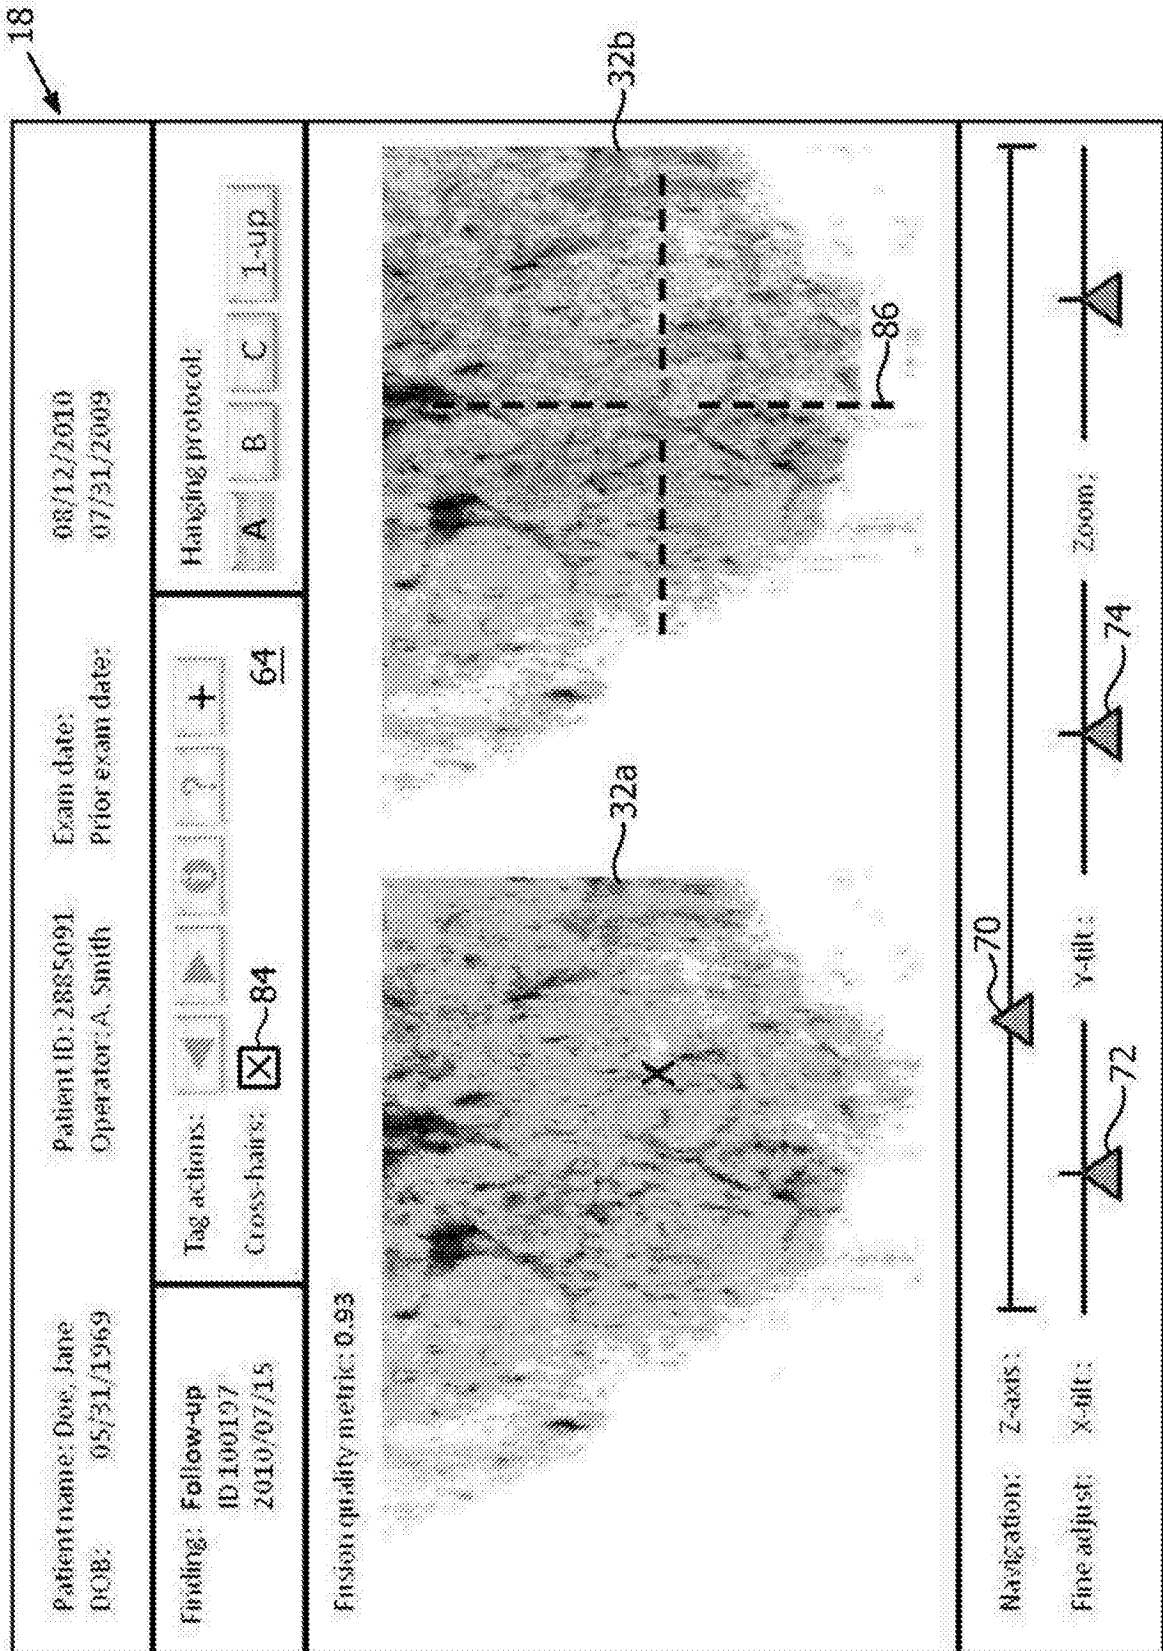 18
Patient name: Doe, Jane Patient ID: 2885091 Exam date: 08/12/2010
DOB: 05/31/1969 Operator: A. Smith Prior exam date: 07/31/2009
Finding: Follow-up
ID 100197
2010/07/15
Tag actions: ?  +
Cross-hairs: X 84
64
Hanging protocol:
A B C 1-up
Fusion quality metric: 0.93
X
32a
32b
86
Navigation: Z-axis: 70
Fine adjust: X-tilt: 72 Y-tilt: 74 Zoom: